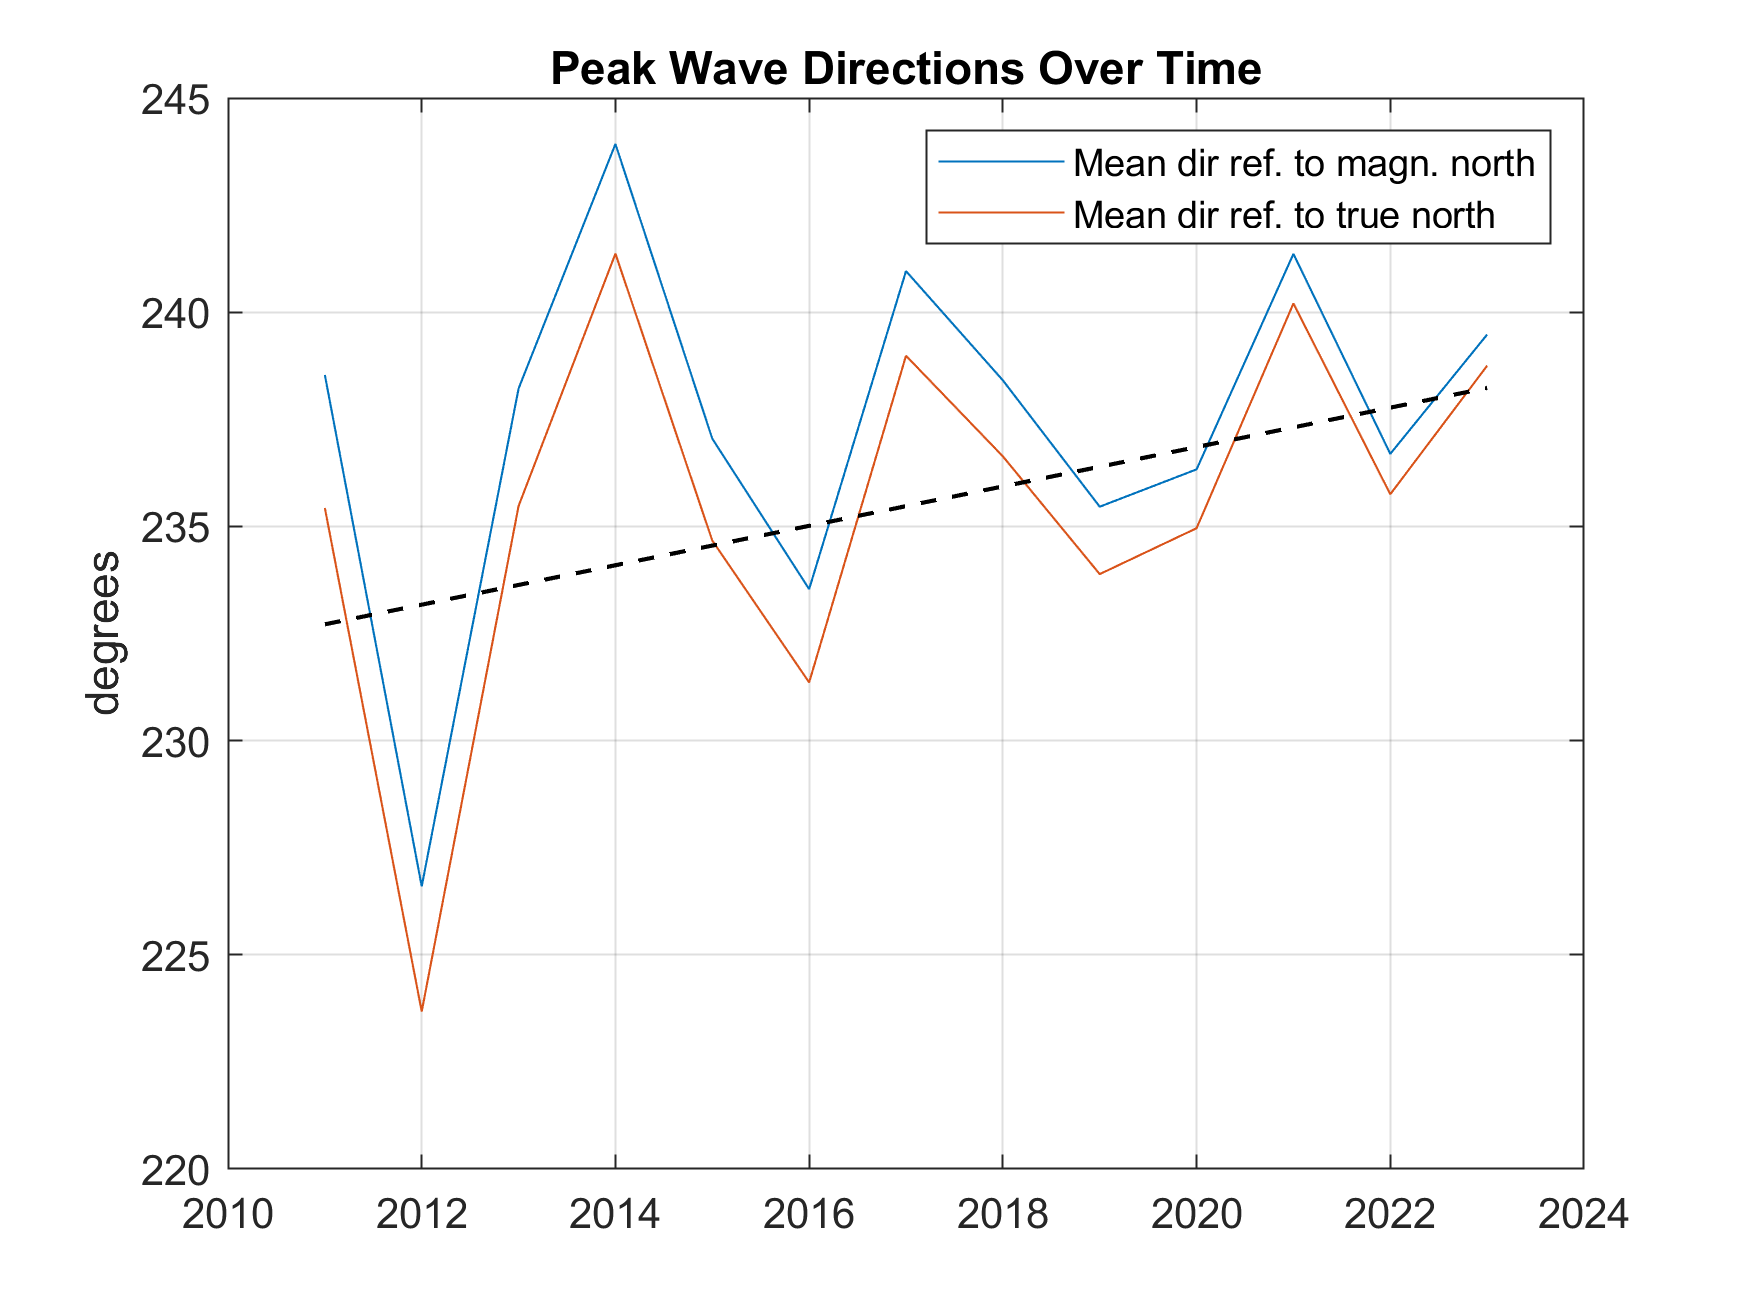 Peak Wave Directions Over Time
245
240
235
230
225
220
degrees
Mean dir ref. to magn. north
Mean dir ref. to true north
2010 2012 2014 2016 2018 2020 2022 2024